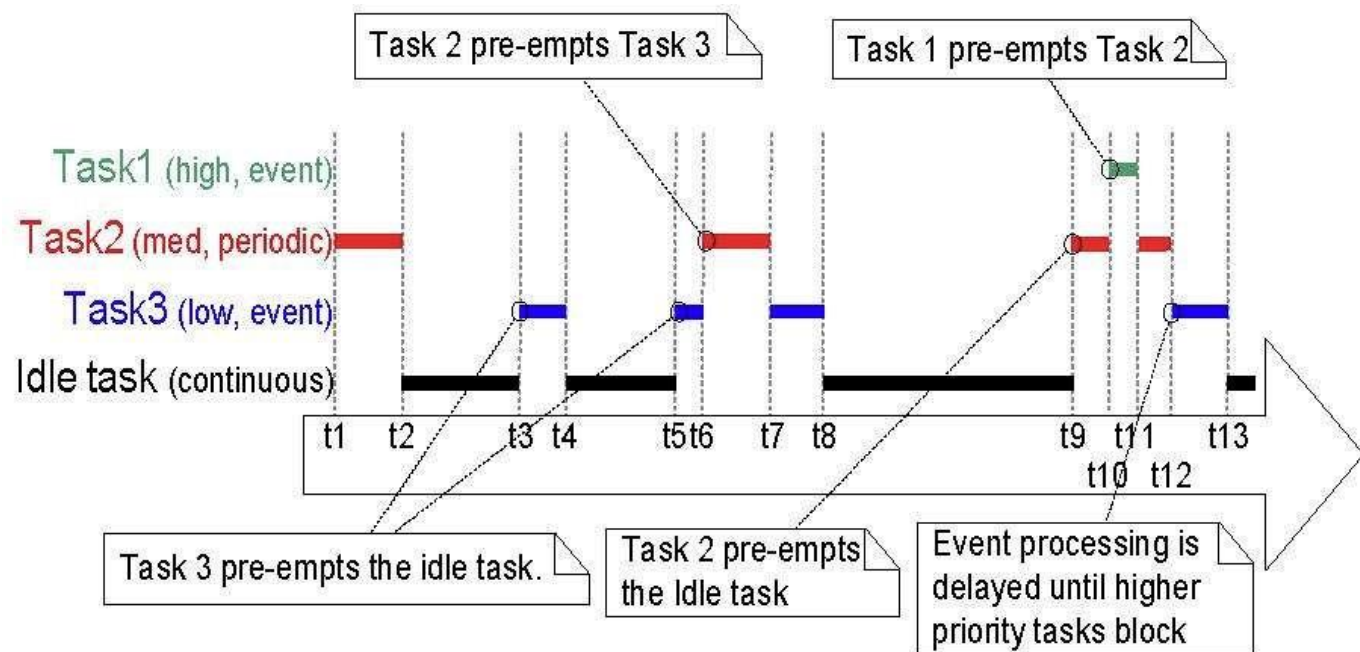 Task 2 pre-empts Task 3
Task 1 pre-empts Task 2
Task1 (high, event)
Task2 (med, periodic)
Task3 (low, event)
Idle task (continuous)
t1 t2 t3 t4 t5 t6 t7 t8 t9 t11 t13
t10 t12
Task 3 pre-empts the idle task.
Task 2 pre-empts
the Idle task
Event processing is
delayed until higher
priority tasks block